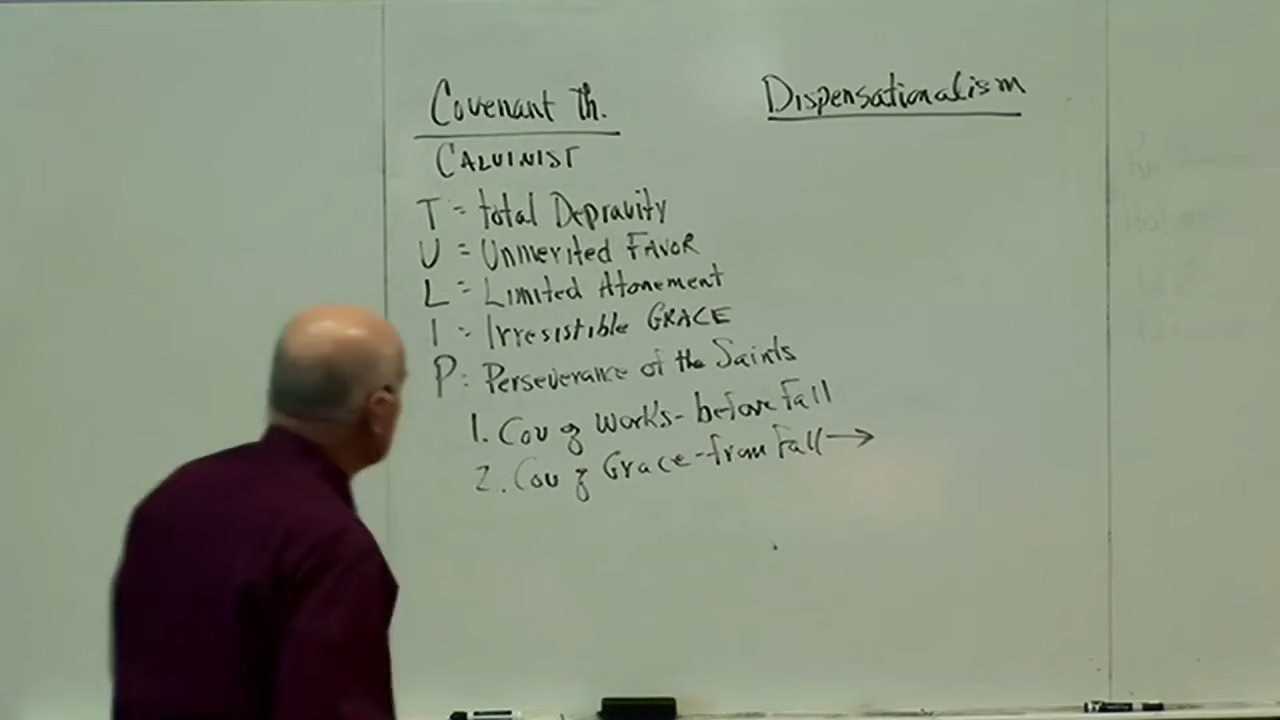 Covenant Th.
Dispensationalism
CALVINIST
T = total Depravity
U = Unmerited FAVOR
L = Limited Atonement
I = Irresistible GRACE
P: Perseverance of the Saints
1. Cov of Works - before Fall
2. Cov of Grace - from Fall →